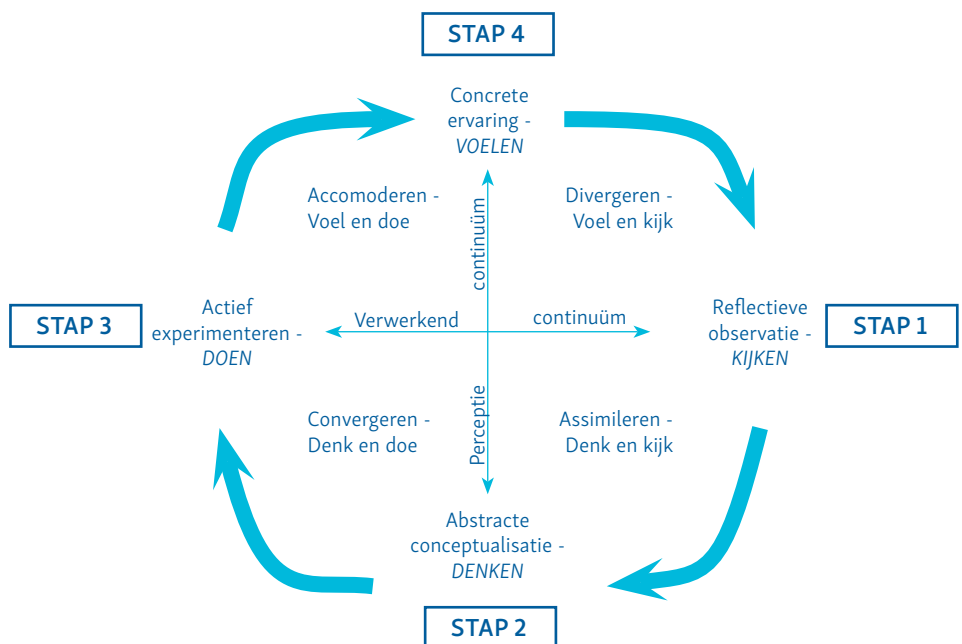 STAP 4
Concrete
ervaring -
VOELEN
Accomoderen -
Voel en doe
continuüm
Divergeren -
Voel en kijk
STAP 3
Actief
experimenteren -
DOEN
Verwerkend
continuüm
Reflectieve
observatie -
KIJKEN
STAP 1
Convergeren -
Denk en doe
Perceptie
Assimileren -
Denk en kijk
Abstracte
conceptualisatie -
DENKEN
STAP 2